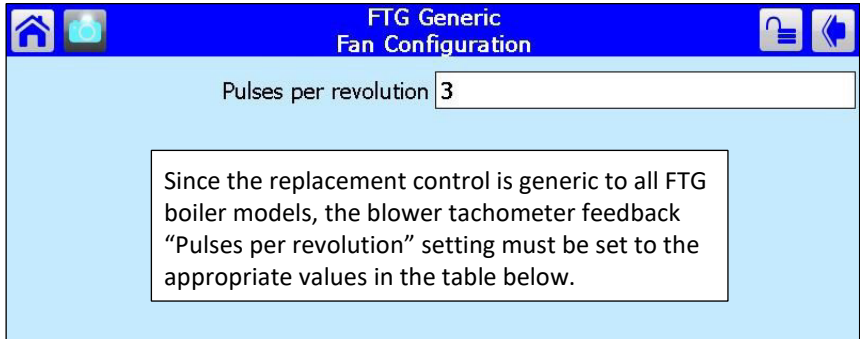 FTG Generic
Fan Configuration
Pulses per revolution 3
Since the replacement control is generic to all FTG
boiler models, the blower tachometer feedback
“Pulses per revolution” setting must be set to the
appropriate values in the table below.